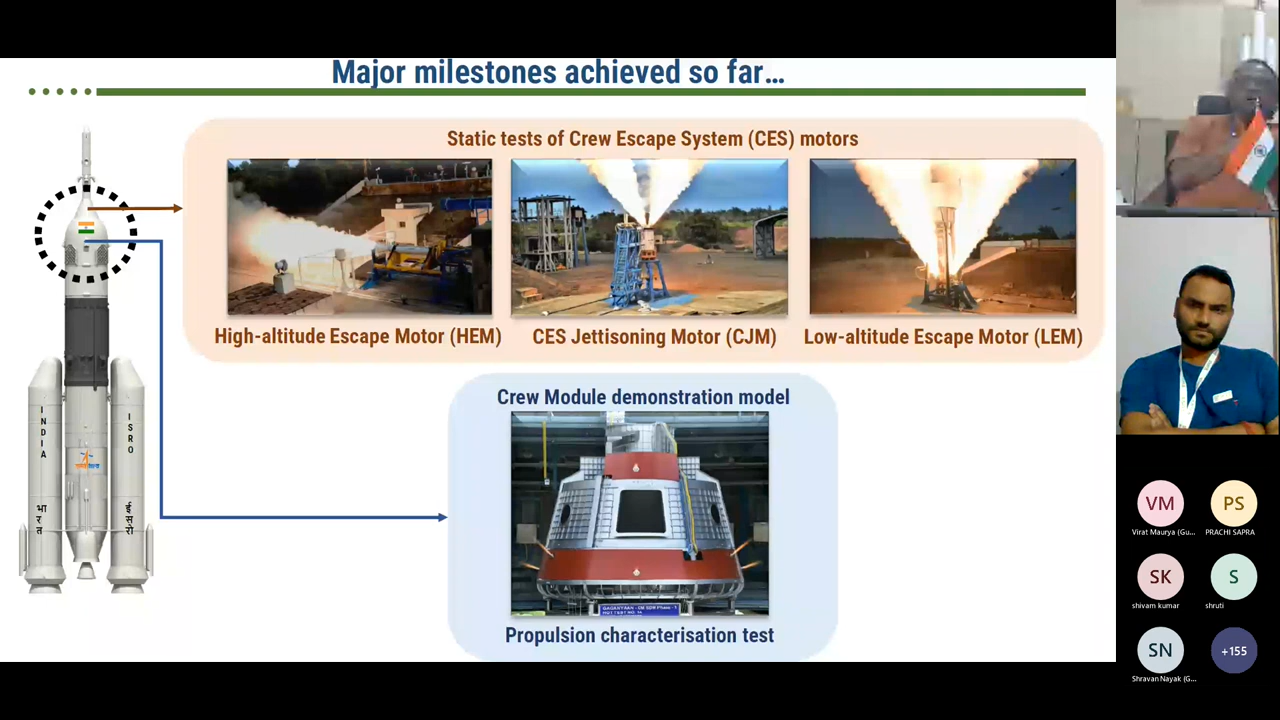 Major milestones achieved so far...
Static tests of Crew Escape System (CES) motors
High-altitude Escape Motor (HEM)
CES Jettisoning Motor (CJM)
Low-altitude Escape Motor (LEM)
INDIA
ISRO
भारत
ईसरो
Crew Module demonstration model
Propulsion characterisation test
VM
Virat Maurya (Gu...
PS
PRACHI SAPRA
SK
shivam kumar
S
shruti
SN
Shravan Nayak (G...
+155